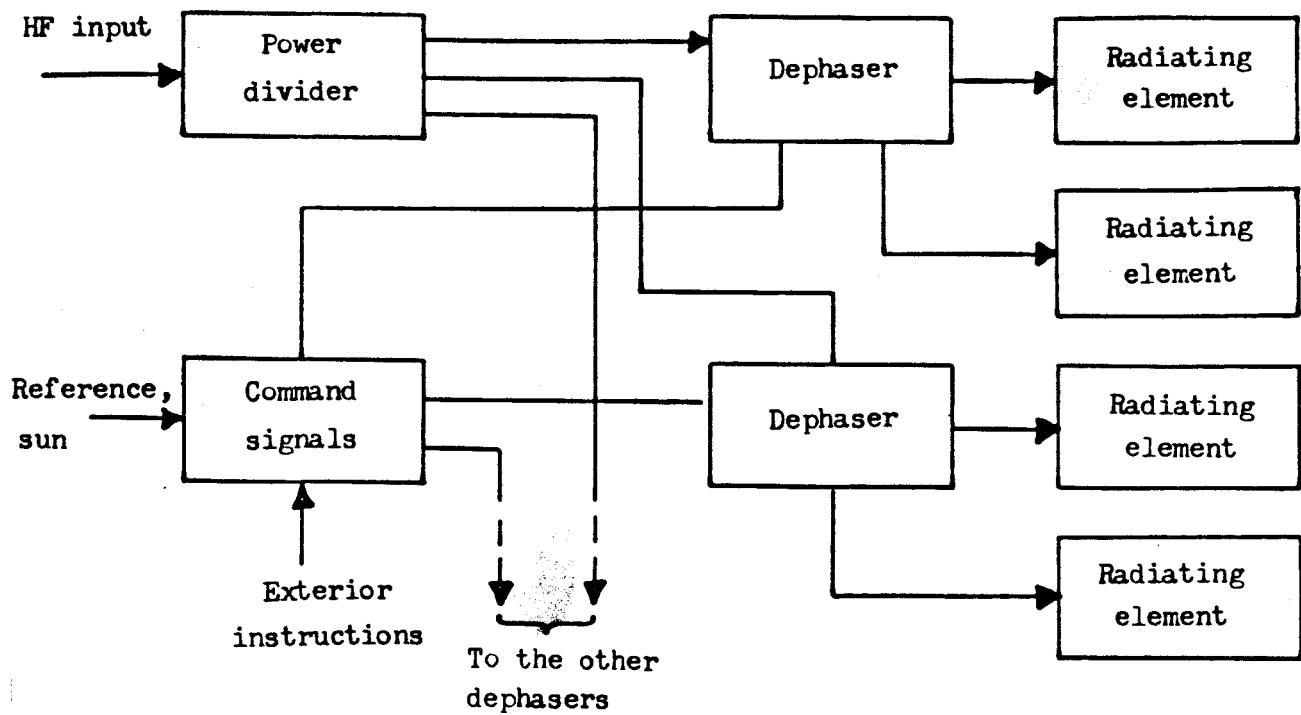 HF input
Power
divider
Dephaser
Radiating
element
Radiating
element
Reference,
sun
Command
signals
Dephaser
Radiating
element
Exterior
instructions
Radiating
element
To the other
dephasers